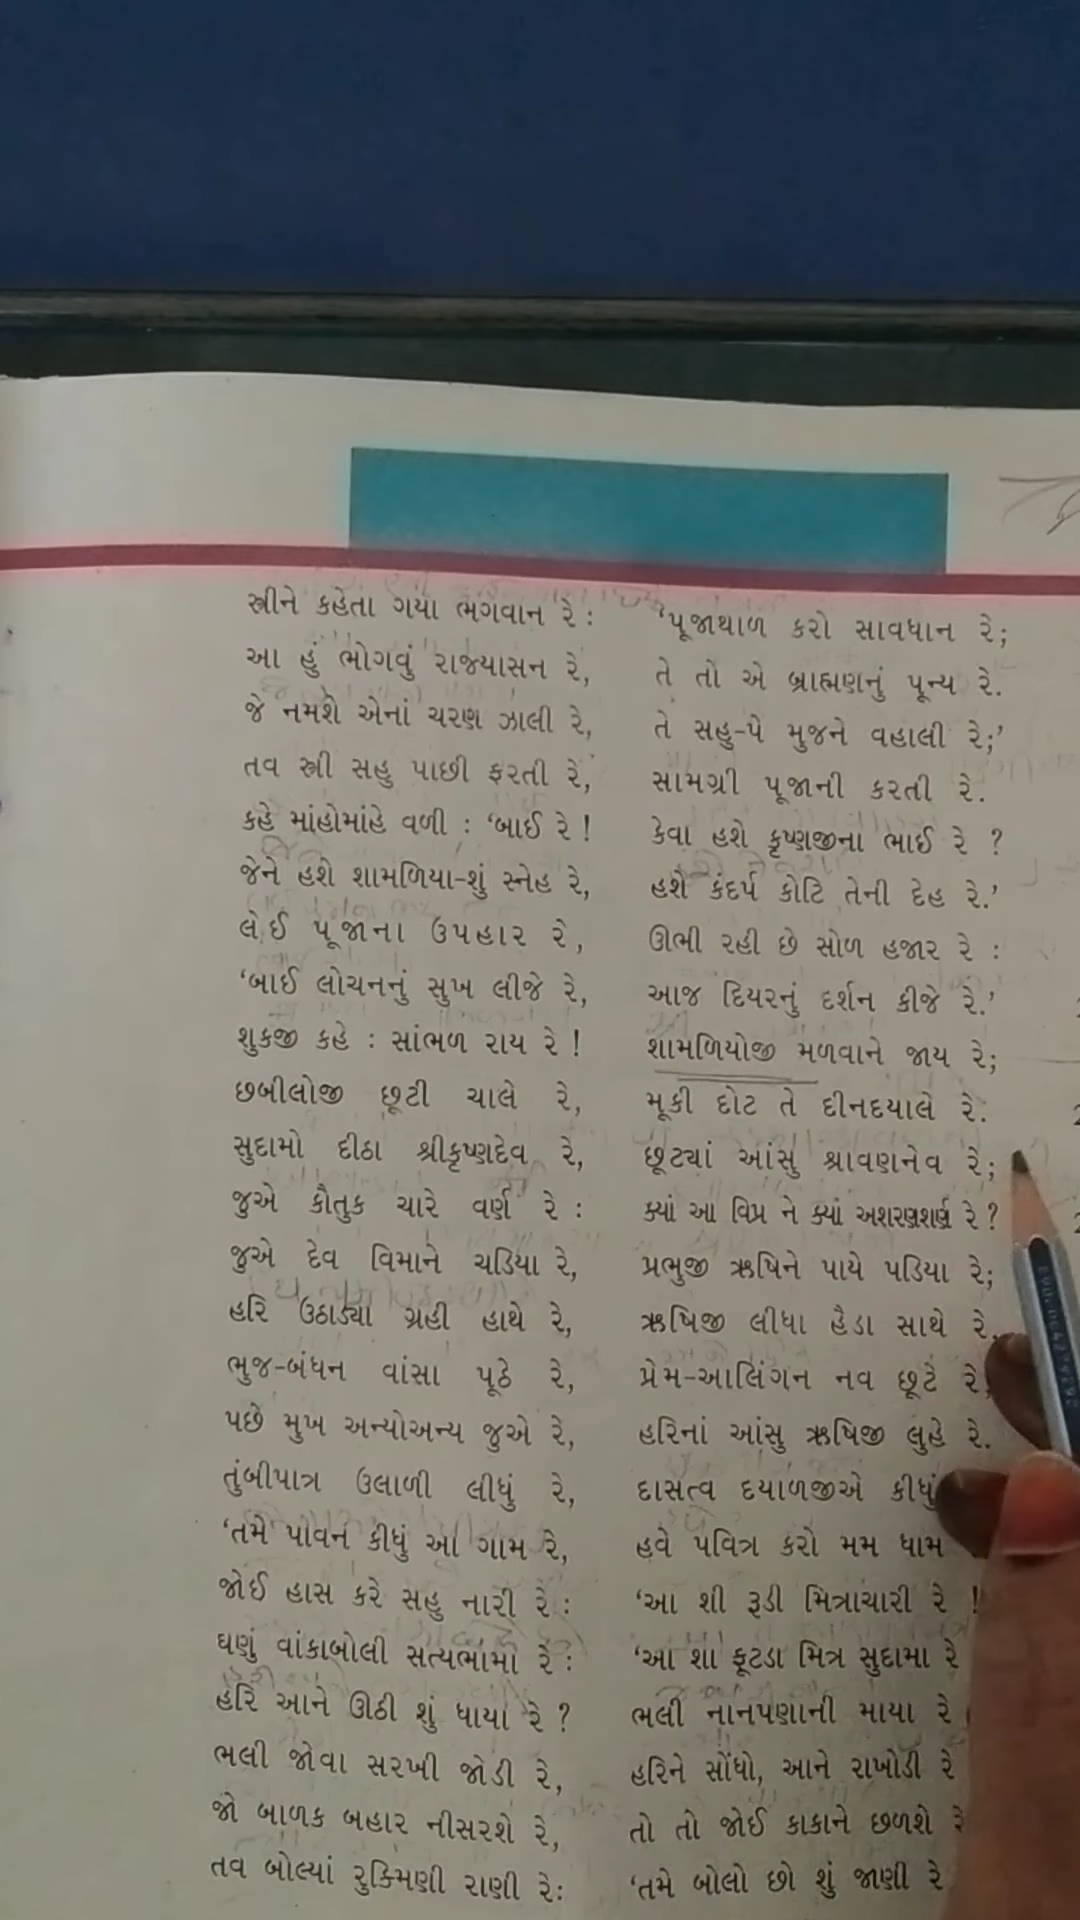 સ્ત્રીને કહેતા ગયા ભગવાન રે : 'પૂજાથાળ કરો સાવધાન રે;
આ હું ભોગવું રાજ્યાસન રે, તે તો એ બ્રાહ્મણનું પૂન્ય રે.
જે નમશે એનાં ચરણ ઝાલી રે, તે સહુ-પે મુજને વહાલી રે;'
તવ સ્ત્રી સહુ પાછી ફરતી રે, સામગ્રી પૂજાની કરતી રે.
કહે માંહોમાંહે વળી : 'બાઈ રે ! કેવા હશે કૃષ્ણજીના ભાઈ રે ?
જેને હશે શામળિયા-શું સ્નેહ રે, હશે કંદર્પ કોટિ તેની દેહ રે.'
લેઈ પૂજાના ઉપહાર રે, ઊભી રહી છે સોળ હજાર રે :
'બાઈ લોચનનું સુખ લીજે રે, આજ દિયરનું દર્શન કીજે રે.'
શુકજી કહે : સાંભળ રાય રે ! શામળિયોજી મળવાને જાય રે;
છબીલોજી છૂટી ચાલે રે, મૂકી દોટ તે દીનદયાલે રે.
સુદામો દીઠા શ્રીકૃષ્ણદેવ રે, છૂટ્યાં આંસુ શ્રાવણનેવ રે;
જુએ કૌતુક ચારે વર્ણ રે : ક્યાં આ વિપ્ર ને ક્યાં અશરણશર્ણ રે ?
જુએ દેવ વિમાને ચડિયા રે, પ્રભુજી ઋષિને પાયે પડિયા રે;
હરિ ઉઠાડ્યા ગ્રહી હાથે રે, ઋષિજી લીધા હૈડા સાથે રે.
ભુજ-બંધન વાંસા પૂઠે રે, પ્રેમ-આલિંગન નવ છૂટે રે
પછે મુખ અન્યોઅન્ય જુએ રે, હરિનાં આંસુ ઋષિજી લુહે રે.
તુંબીપાત્ર ઉલાળી લીધું રે, દાસત્વ દયાળજીએ કીધું
'તમે પાવન કીધું આ ગામ રે, હવે પવિત્ર કરો મમ ધામ
જોઈ હાસ કરે સહુ નારી રે : 'આ શી રૂડી મિત્રાચારી રે !
ઘણું વાંકાબોલી સત્યભામા રે : 'આ શા ફૂટડા મિત્ર સુદામા રે
હરિ આને ઊઠી શું ધાયા રે ? ભલી નાનપણાની માયા રે
ભલી જોવા સરખી જોડી રે, હરિને સોંધો, આને રાખોડી રે
જો બાળક બહાર નીસરશે રે, તો તો જોઈ કાકાને છળશે રે
તવ બોલ્યાં રુક્મિણી રાણી રે: 'તમે બોલો છો શું જાણી રે